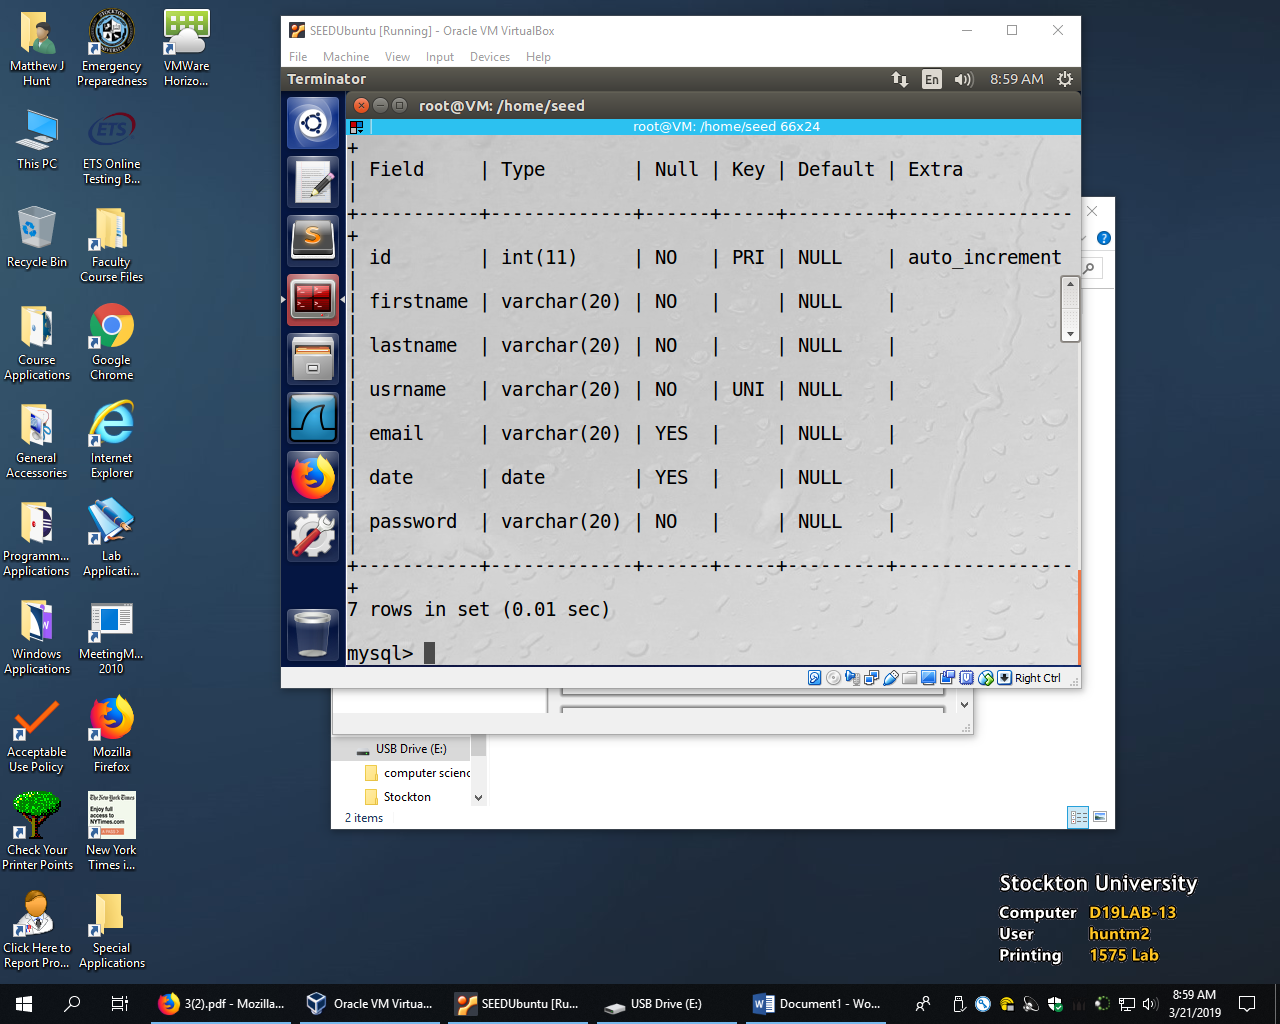 Matthew J
Hunt
Emergency
Preparedness
VMWare
Horizo...
This PC
ETS Online
Testing B...
Recycle Bin
Faculty
Course Files
Course
Applications
Google
Chrome
General
Accessories
Internet
Explorer
Programm...
Applications
Lab
Applicati...
Windows
Applications
MeetingM...
2010
Acceptable
Use Policy
Mozilla
Firefox
Check Your
Printer Points
New York
Times i...
Click Here to
Report Pro...
Special
Applications
SEEDUbuntu [Running] - Oracle VM VirtualBox
File Machine View Input Devices Help
Terminator
En
8:59 AM
root@VM: /home/seed
root@VM: /home/seed 66x24
+
| Field     | Type        | Null | Key | Default | Extra
|
+-----------+-------------+------+-----+---------+----------------
+
| id        | int(11)     | NO   | PRI | NULL    | auto_increment
|
| firstname | varchar(20) | NO   |     | NULL    |
|
| lastname  | varchar(20) | NO   |     | NULL    |
|
| usrname   | varchar(20) | NO   | UNI | NULL    |
|
| email     | varchar(20) | YES  |     | NULL    |
|
| date      | date        | YES  |     | NULL    |
|
| password  | varchar(20) | NO   |     | NULL    |
|
+-----------+-------------+------+-----+---------+----------------
+
7 rows in set (0.01 sec)
mysql>
Right Ctrl
USB Drive (E:)
computer scienc
Stockton
2 items
Stockton University
Computer D19LAB-13
User huntm2
Printing 1575 Lab
3(2).pdf - Mozilla...
Oracle VM Virtua...
SEEDUbuntu [Ru...
USB Drive (E:)
Document1 - Wo...
8:59 AM
3/21/2019